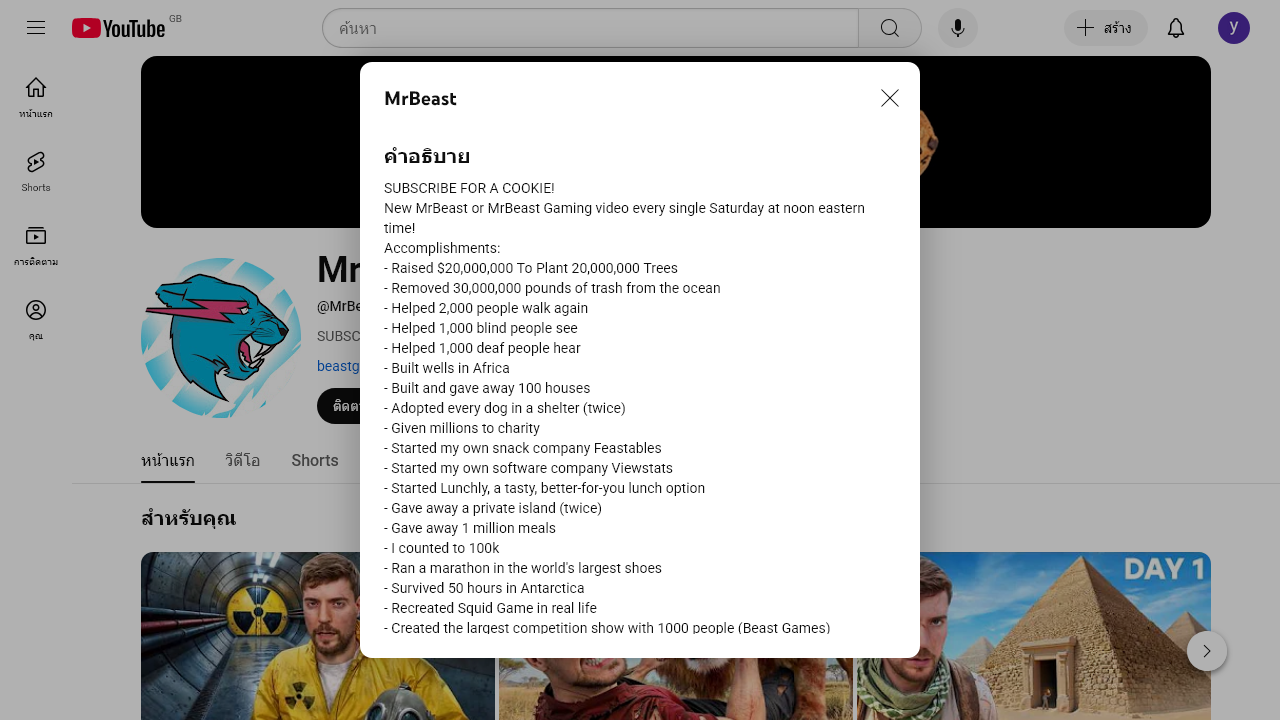 YouTube GB
ค้นหา
สร้าง
y
หน้าแรก
Shorts
การติดตาม
คุณ
MrBeast
คำอธิบาย
SUBSCRIBE FOR A COOKIE!
New MrBeast or MrBeast Gaming video every single Saturday at noon eastern
time!
Accomplishments:
- Raised $20,000,000 To Plant 20,000,000 Trees
- Removed 30,000,000 pounds of trash from the ocean
- Helped 2,000 people walk again
- Helped 1,000 blind people see
- Helped 1,000 deaf people hear
- Built wells in Africa
- Built and gave away 100 houses
- Adopted every dog in a shelter (twice)
- Given millions to charity
- Started my own snack company Feastables
- Started my own software company Viewstats
- Started Lunchly, a tasty, better-for-you lunch option
- Gave away a private island (twice)
- Gave away 1 million meals
- I counted to 100k
- Ran a marathon in the world's largest shoes
- Survived 50 hours in Antarctica
- Recreated Squid Game in real life
- Created the largest competition show with 1000 people (Beast Games)
หน้าแรก วิดีโอ Shorts
สำหรับคุณ
DAY 1